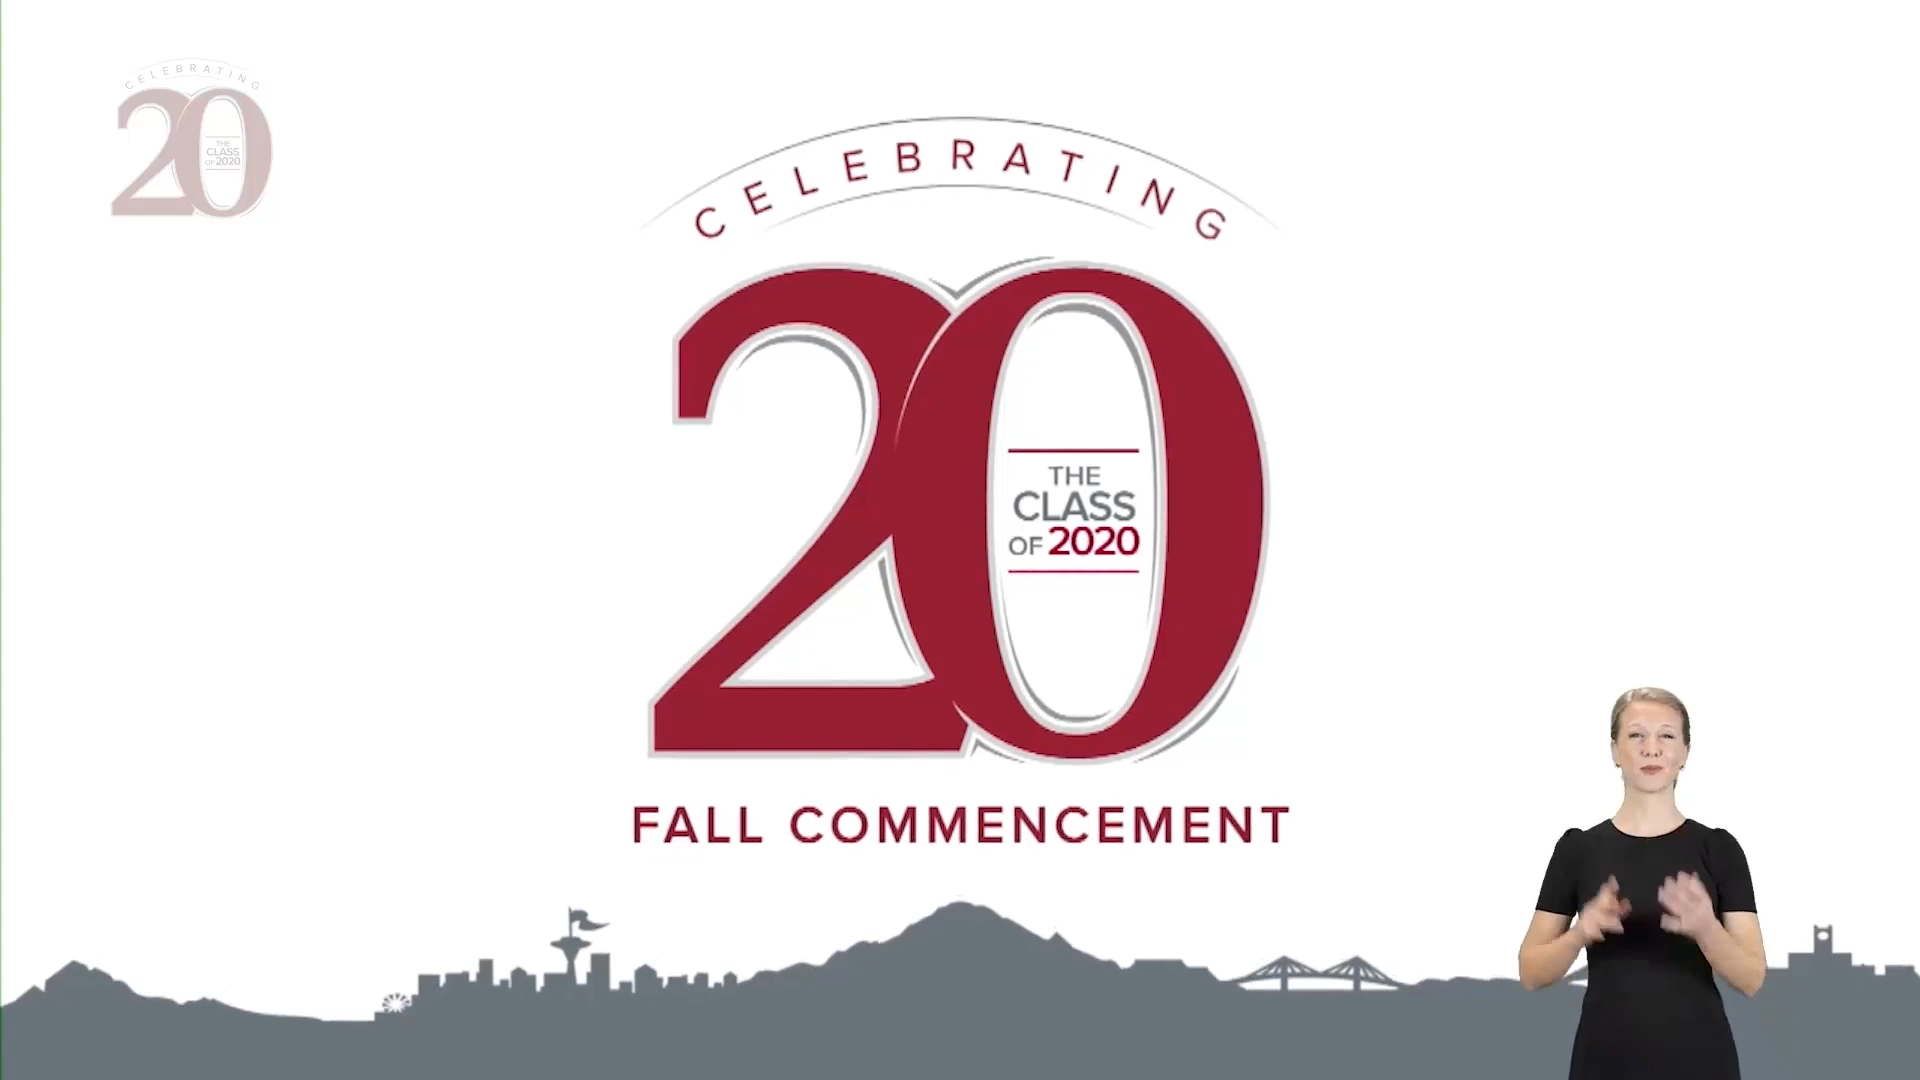 CELEBRATING
20
THE
CLASS
OF 2020
CELEBRATING
20
THE
CLASS
OF 2020
FALL COMMENCEMENT